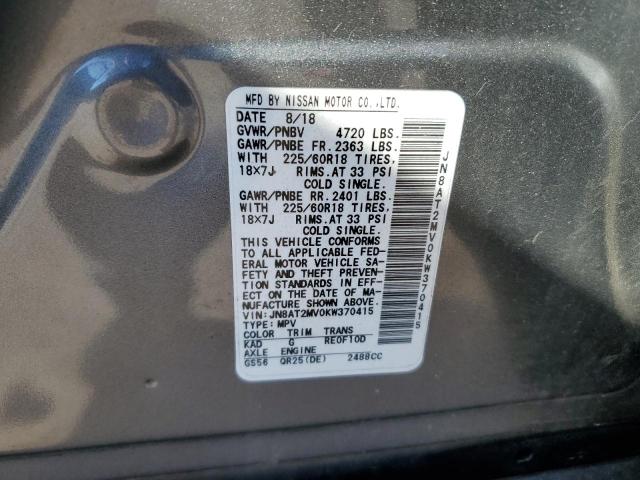 MFD BY NISSAN MOTOR CO.,LTD.
DATE 8/18
GVWR/PNBV 4720 LBS.
GAWR/PNBE FR.2363 LBS.
WITH 225/60R18 TIRES,
18X7J RIMS.AT 33 PSI
COLD SINGLE.
GAWR/PNBE RR.2401 LBS.
WITH 225/60R18 TIRES,
18X7J RIMS.AT 33 PSI
COLD SINGLE.
THIS VEHICLE CONFORMS
TO ALL APPLICABLE FED-
ERAL MOTOR VEHICLE SA-
FETY AND THEFT PREVEN-
TION STANDARDS IN EFF-
ECT ON THE DATE OF MA-
NUFACTURE SHOWN ABOVE.
VIN:JN8AT2MV0KW370415
TYPE:MPV
COLOR TRIM TRANS
KAD G RE0F10D
AXLE ENGINE
GS56 QR25(DE) 2488CC
JN8AT2MV0KW370415